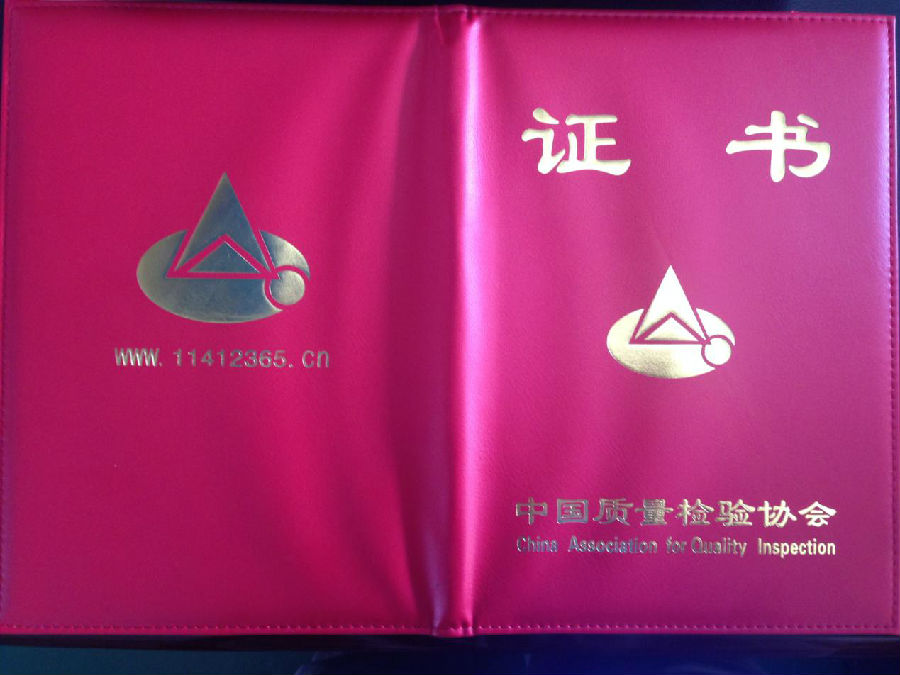 证 书
WWW.11412365.cn
中国质量检验协会
China Association for Quality Inspection